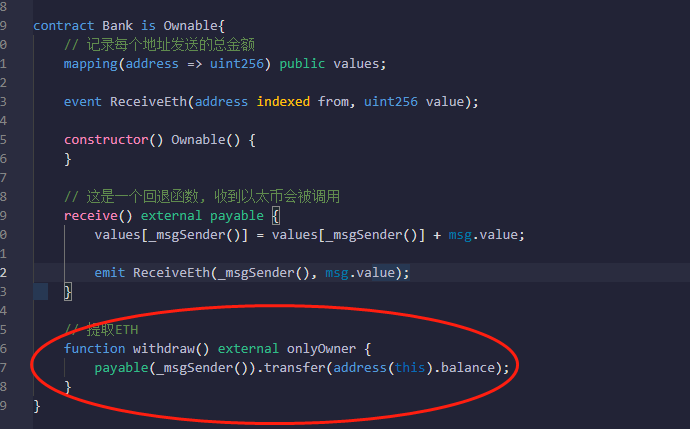 8
9 contract Bank is Ownable{
0 // 记录每个地址发送的总金额
1 mapping(address => uint256) public values;
2
3 event ReceiveEth(address indexed from, uint256 value);
4
5 constructor() Ownable() {
6 }
7
8 // 这是一个回退函数, 收到以太币会被调用
9 receive() external payable {
0 values[_msgSender()] = values[_msgSender()] + msg.value;
1
2 emit ReceiveEth(_msgSender(), msg.value);
3 }
4
5 // 提取ETH
6 function withdraw() external onlyOwner {
7 payable(_msgSender()).transfer(address(this).balance);
8 }
9 }